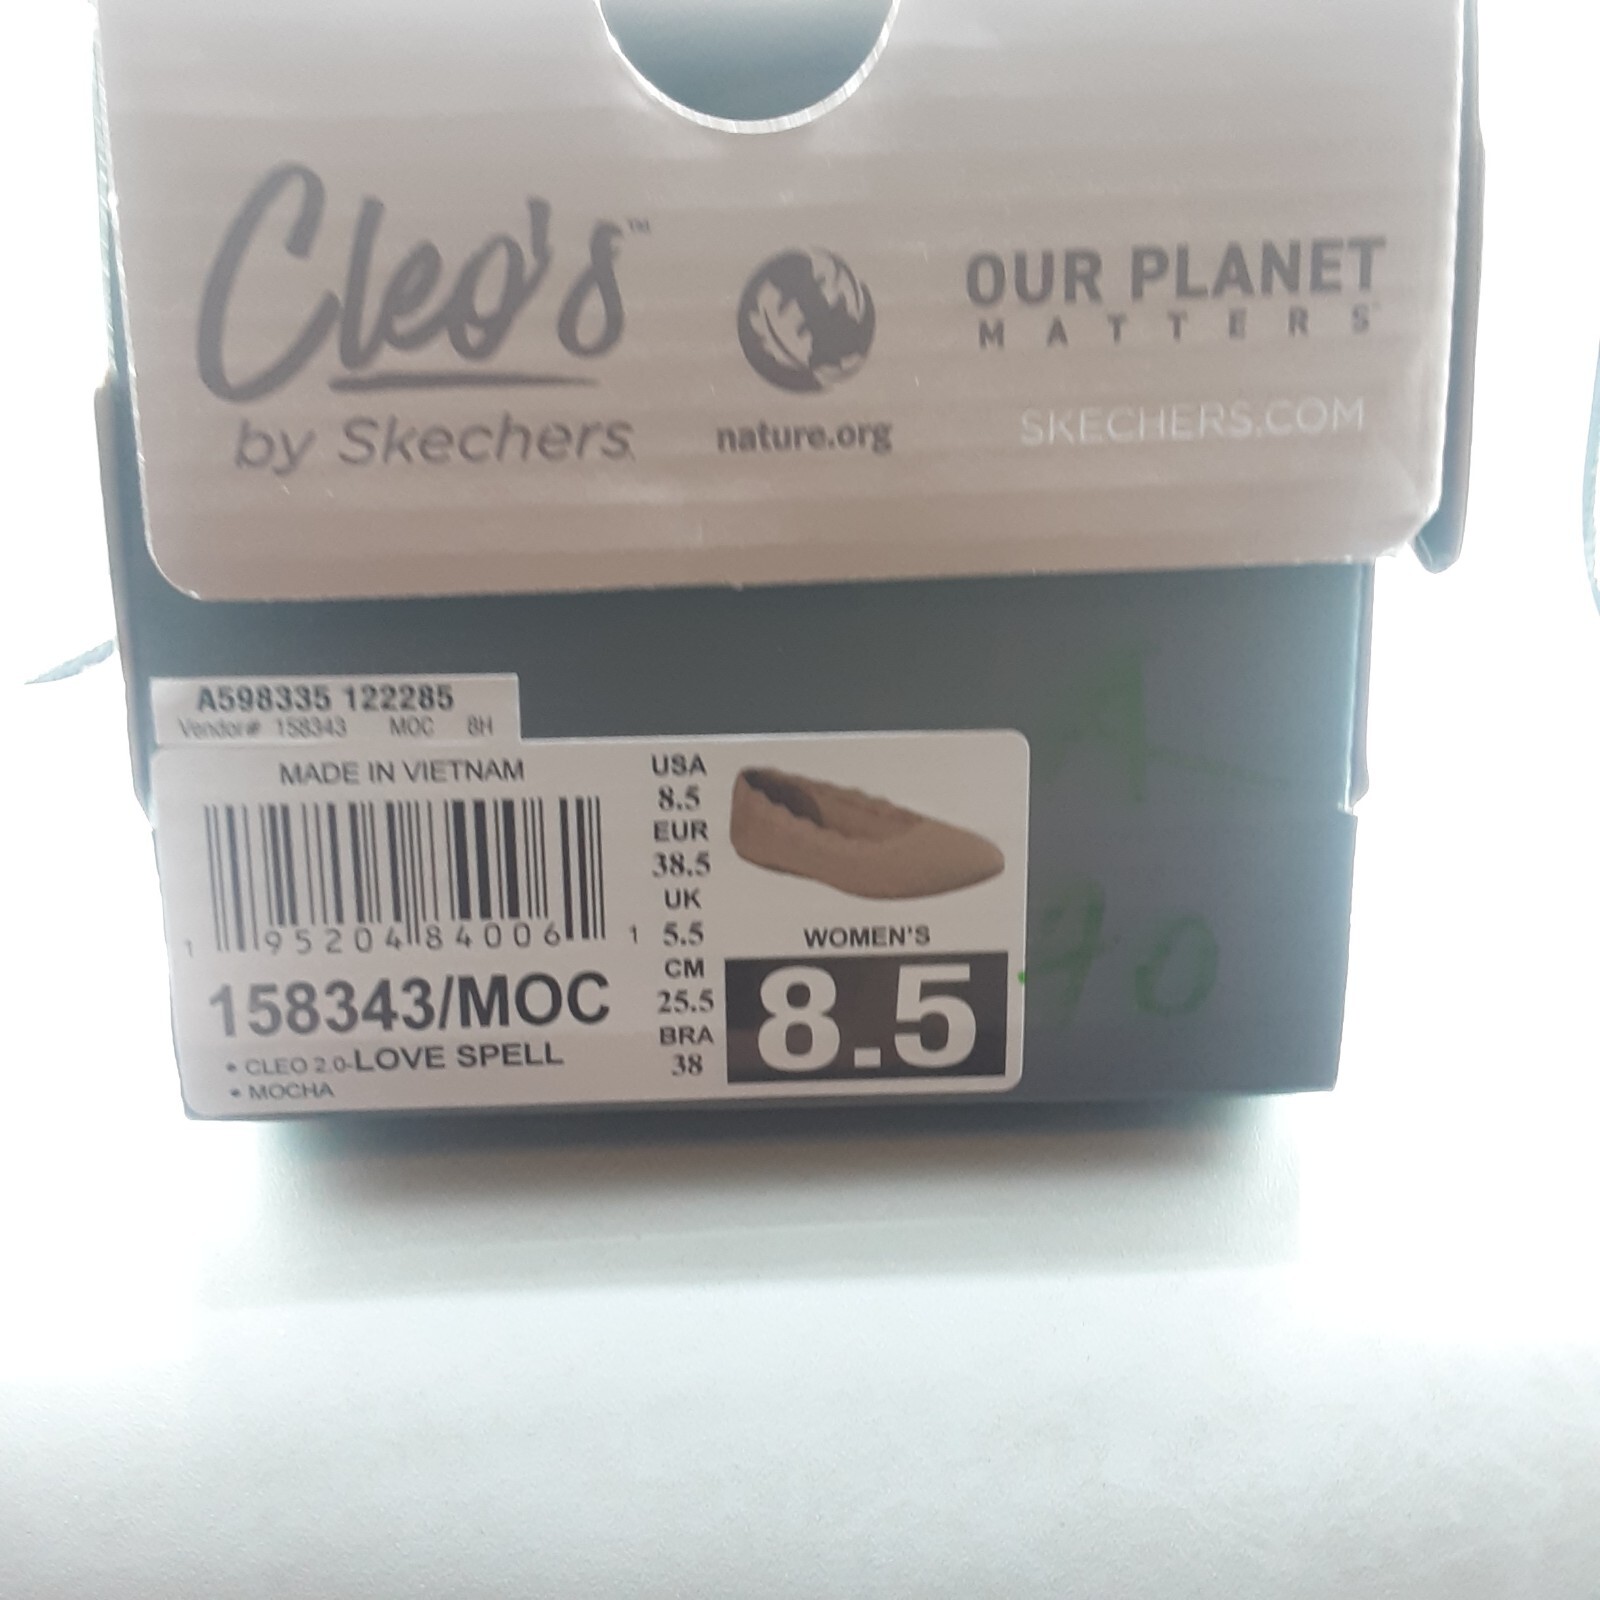 Cleo's™
by Skechers
nature.org
OUR PLANET
MATTERS
SKECHERS.COM
A598335 122285
Vendor# 158343 MOC 8H
MADE IN VIETNAM
1 95204 84006 1
158343/MOC
• CLEO 2.0-LOVE SPELL
• MOCHA
USA
8.5
EUR
38.5
UK
5.5
CM
25.5
BRA
38
WOMEN'S
8.5
70